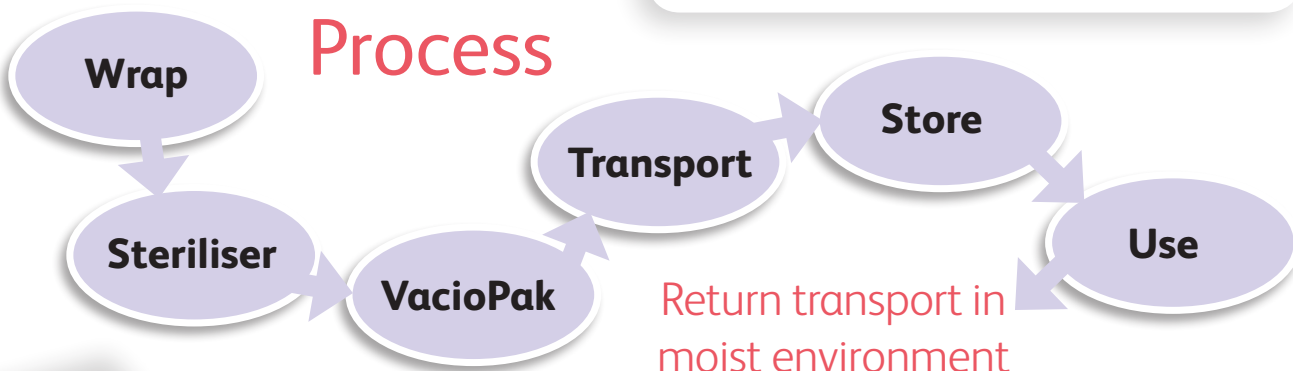 Process
Wrap
Steriliser
VacioPak
Transport
Store
Use
Return transport in
moist environment